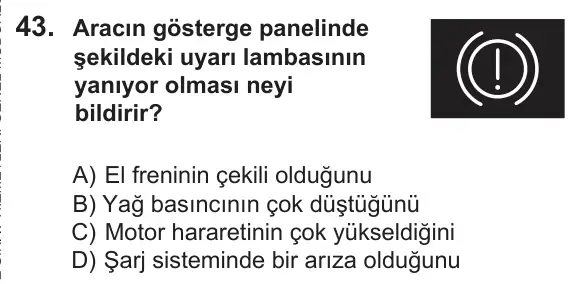 43. Aracın gösterge panelinde
şekildeki uyarı lambasının
yanıyor olması neyi
bildirir?
A) El freninin çekili olduğunu
B) Yağ basıncının çok düştüğünü
C) Motor hararetinin çok yükseldiğini
D) Şarj sisteminde bir arıza olduğunu